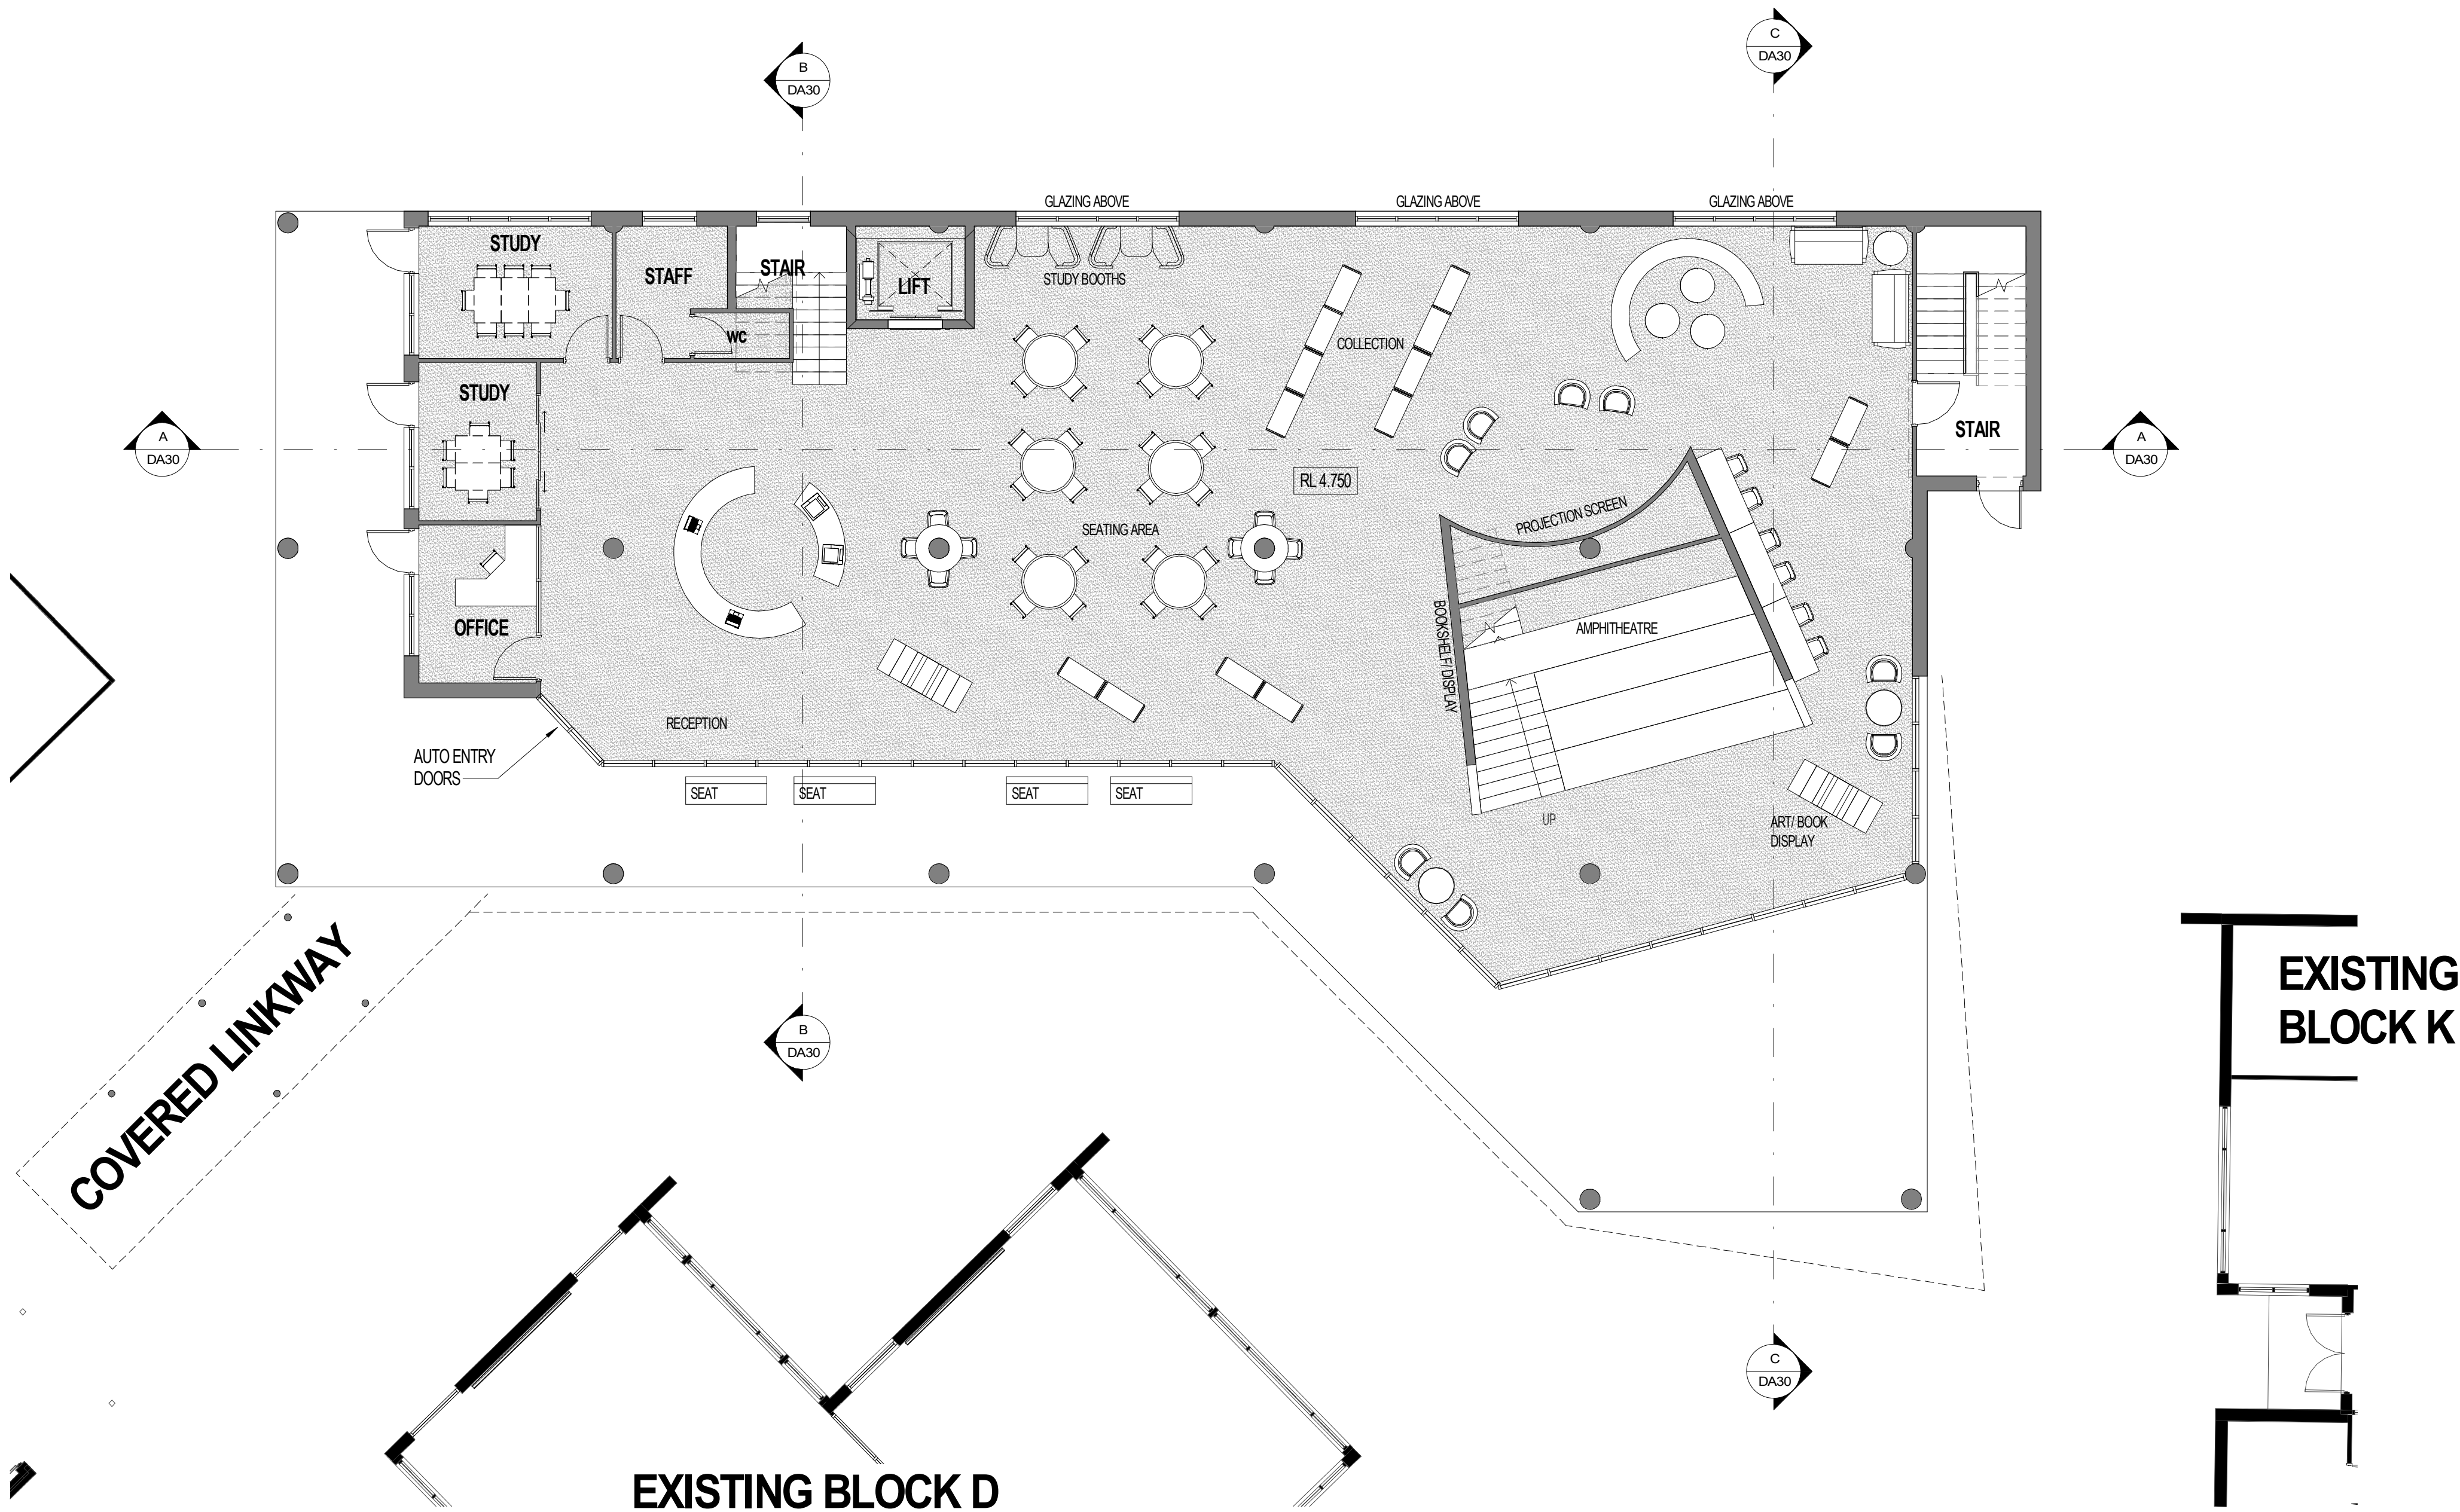 C
DA30
B
DA30
GLAZING ABOVE
GLAZING ABOVE
GLAZING ABOVE
STUDY
STAFF
STAIR
LIFT
STUDY BOOTHS
WC
COLLECTION
STUDY
A
DA30
STAIR
A
DA30
RL 4.750
PROJECTION SCREEN
SEATING AREA
OFFICE
BOOKSHELF/ DISPLAY
AMPHITHEATRE
RECEPTION
AUTO ENTRY
DOORS
SEAT
SEAT
SEAT
SEAT
UP
ART/ BOOK
DISPLAY
COVERED LINKWAY
EXISTING
BLOCK K
B
DA30
C
DA30
EXISTING BLOCK D